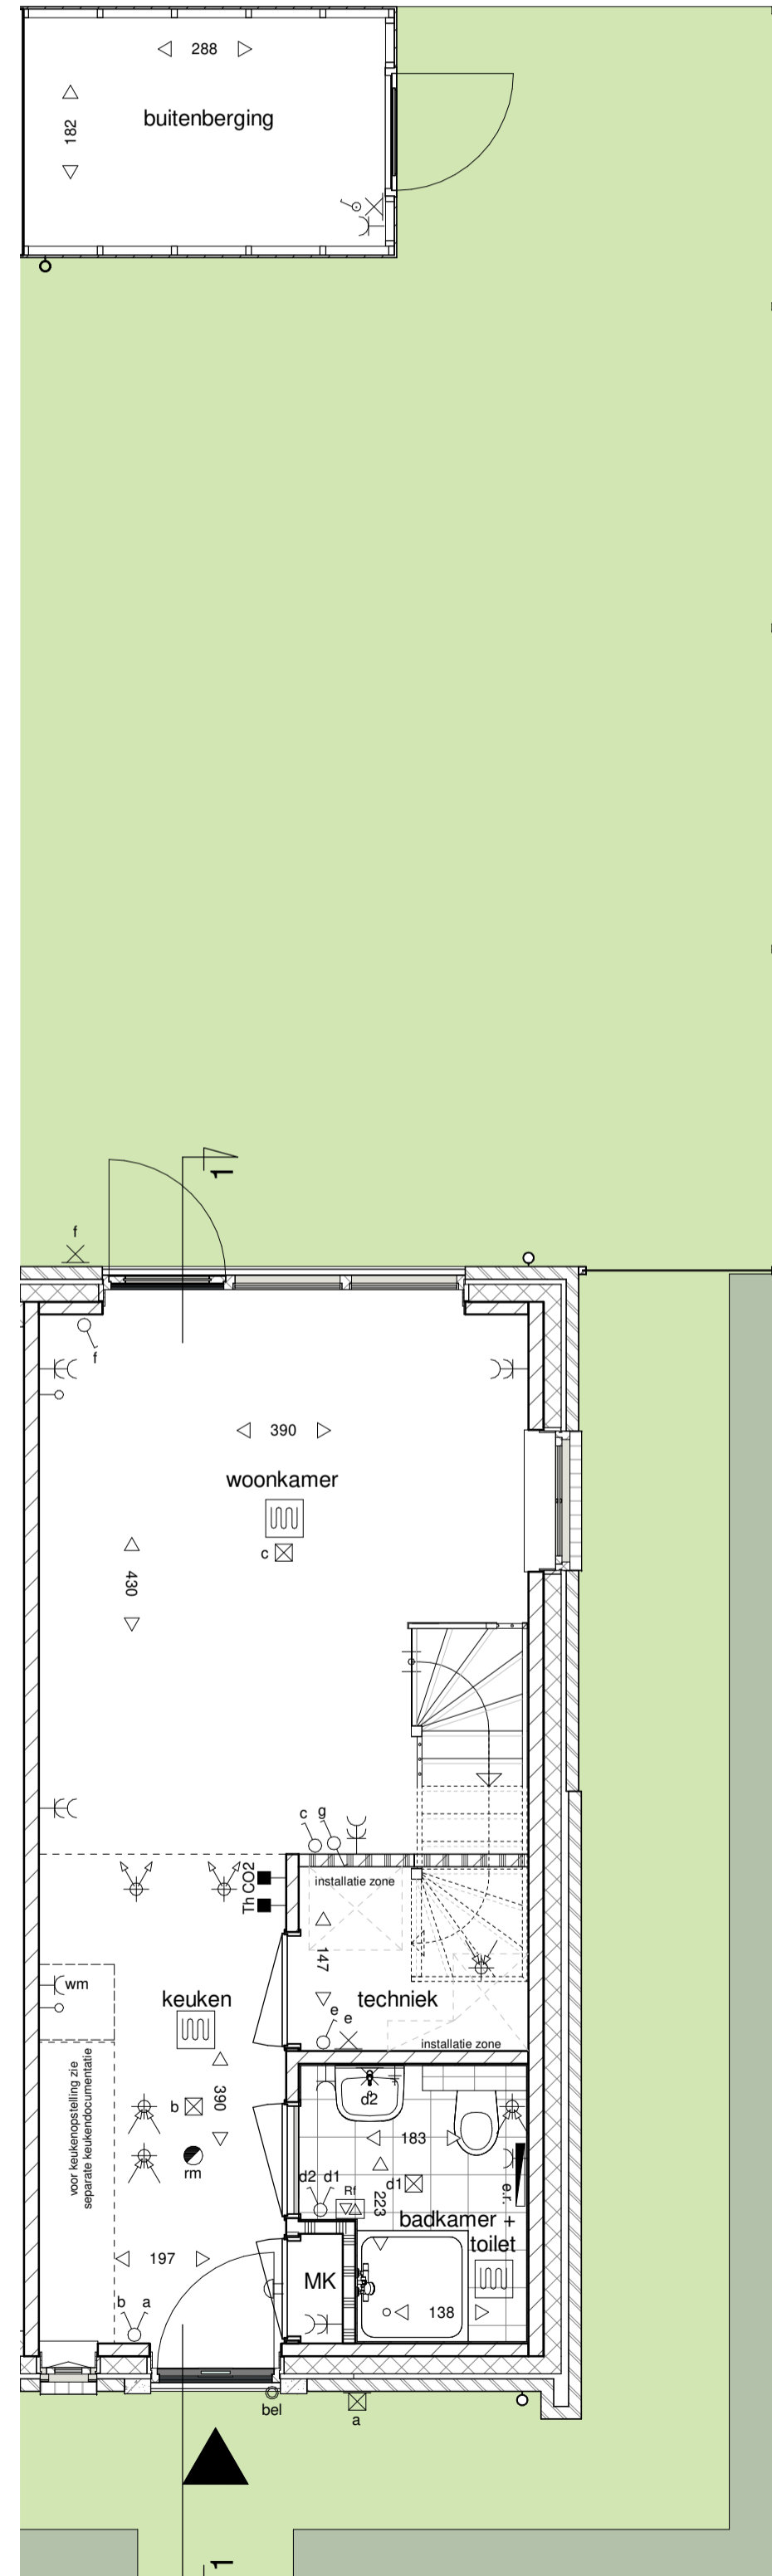 288
182
buitenberging
1
f
f
390
woonkamer
c
430
c g
Th CO2
installatie zone
147
wm
keuken
techniek
e
e
installatie zone
voor keukenopstelling zie
separate keukendocumentatie
b
390
d2
183
rm
d2 d1
Rf
d1
223
e.r.
badkamer +
toilet
197
MK
138
b a
bel
a
1